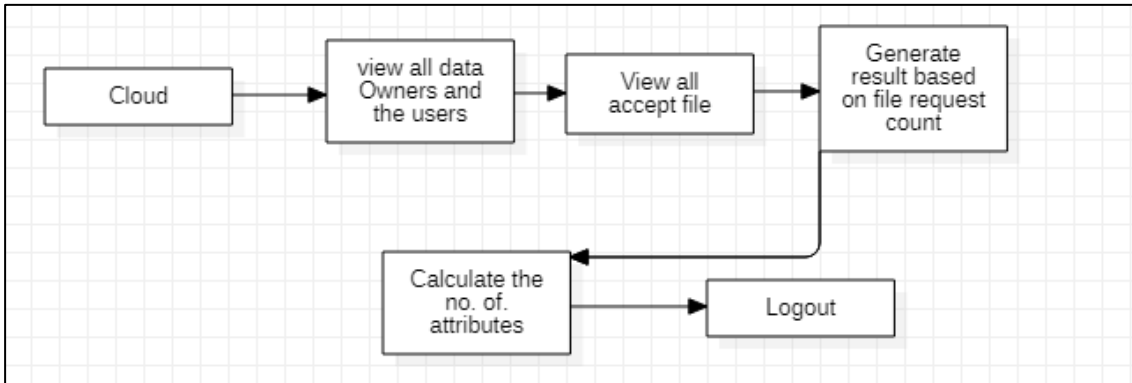 Cloud
view all data
Owners and
the users
View all
accept file
Generate
result based
on file request
count
Calculate the
no. of.
attributes
Logout